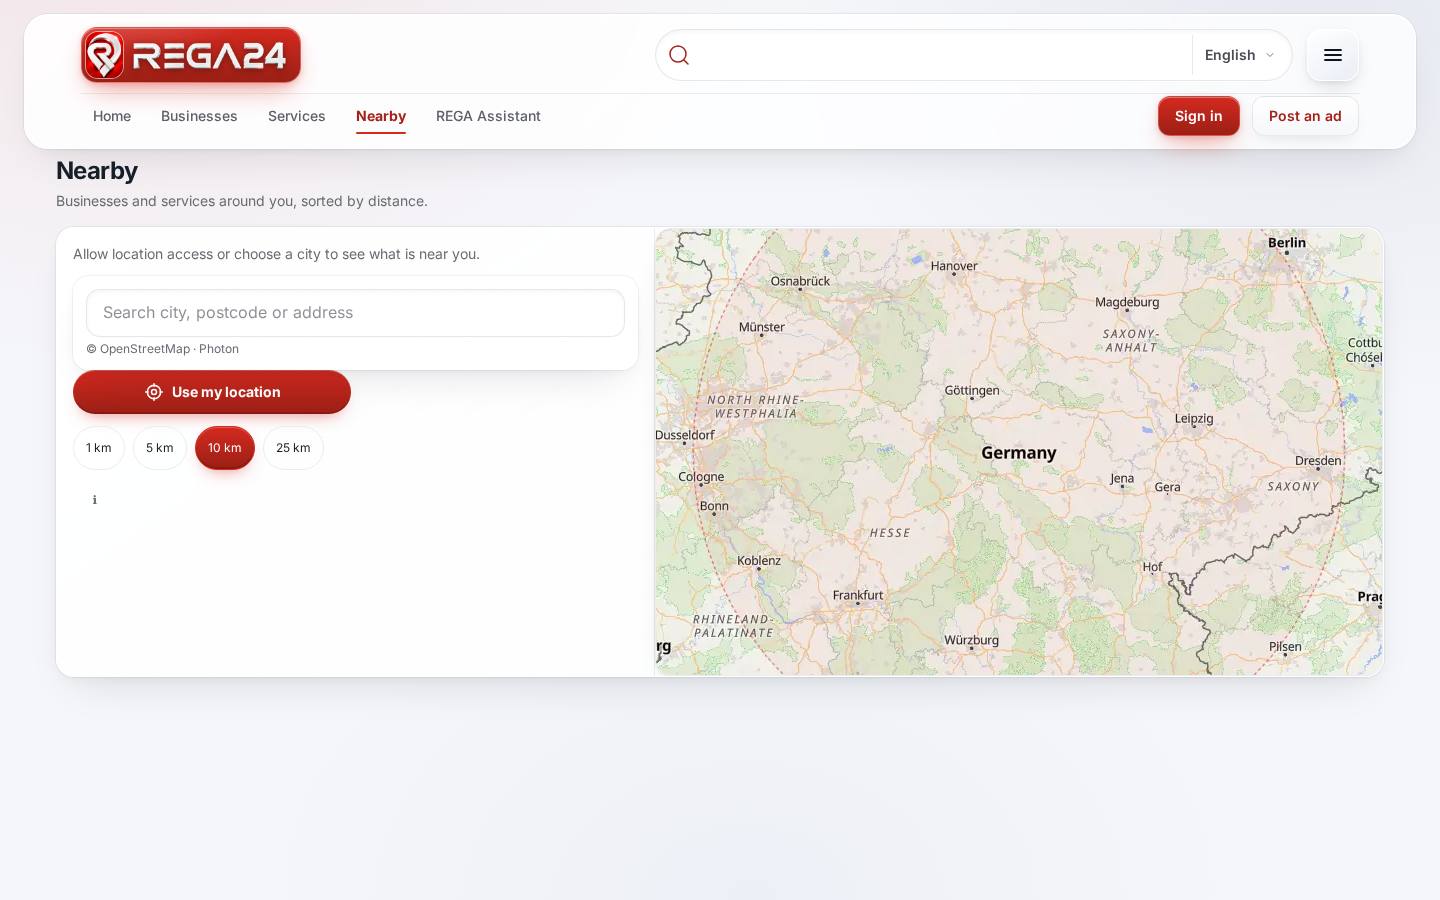 REGA24
English
Home
Businesses
Services
Nearby
REGA Assistant
Sign in
Post an ad
Nearby
Businesses and services around you, sorted by distance.
Allow location access or choose a city to see what is near you.
Search city, postcode or address
© OpenStreetMap · Photon
Use my location
1 km
5 km
10 km
25 km
i
Berlin
Hanover
Osnabrück
Magdeburg
Münster
SAXONY-
ANHALT
Cottbu
Chóśel
Göttingen
NORTH RHINE-
WESTPHALIA
Leipzig
Dusseldorf
Germany
Dresden
Cologne
Jena
Gera
SAXONY
Bonn
HESSE
Koblenz
Hof
Frankfurt
Prag
RHINELAND-
PALATINATE
Würzburg
rg
Pilsen